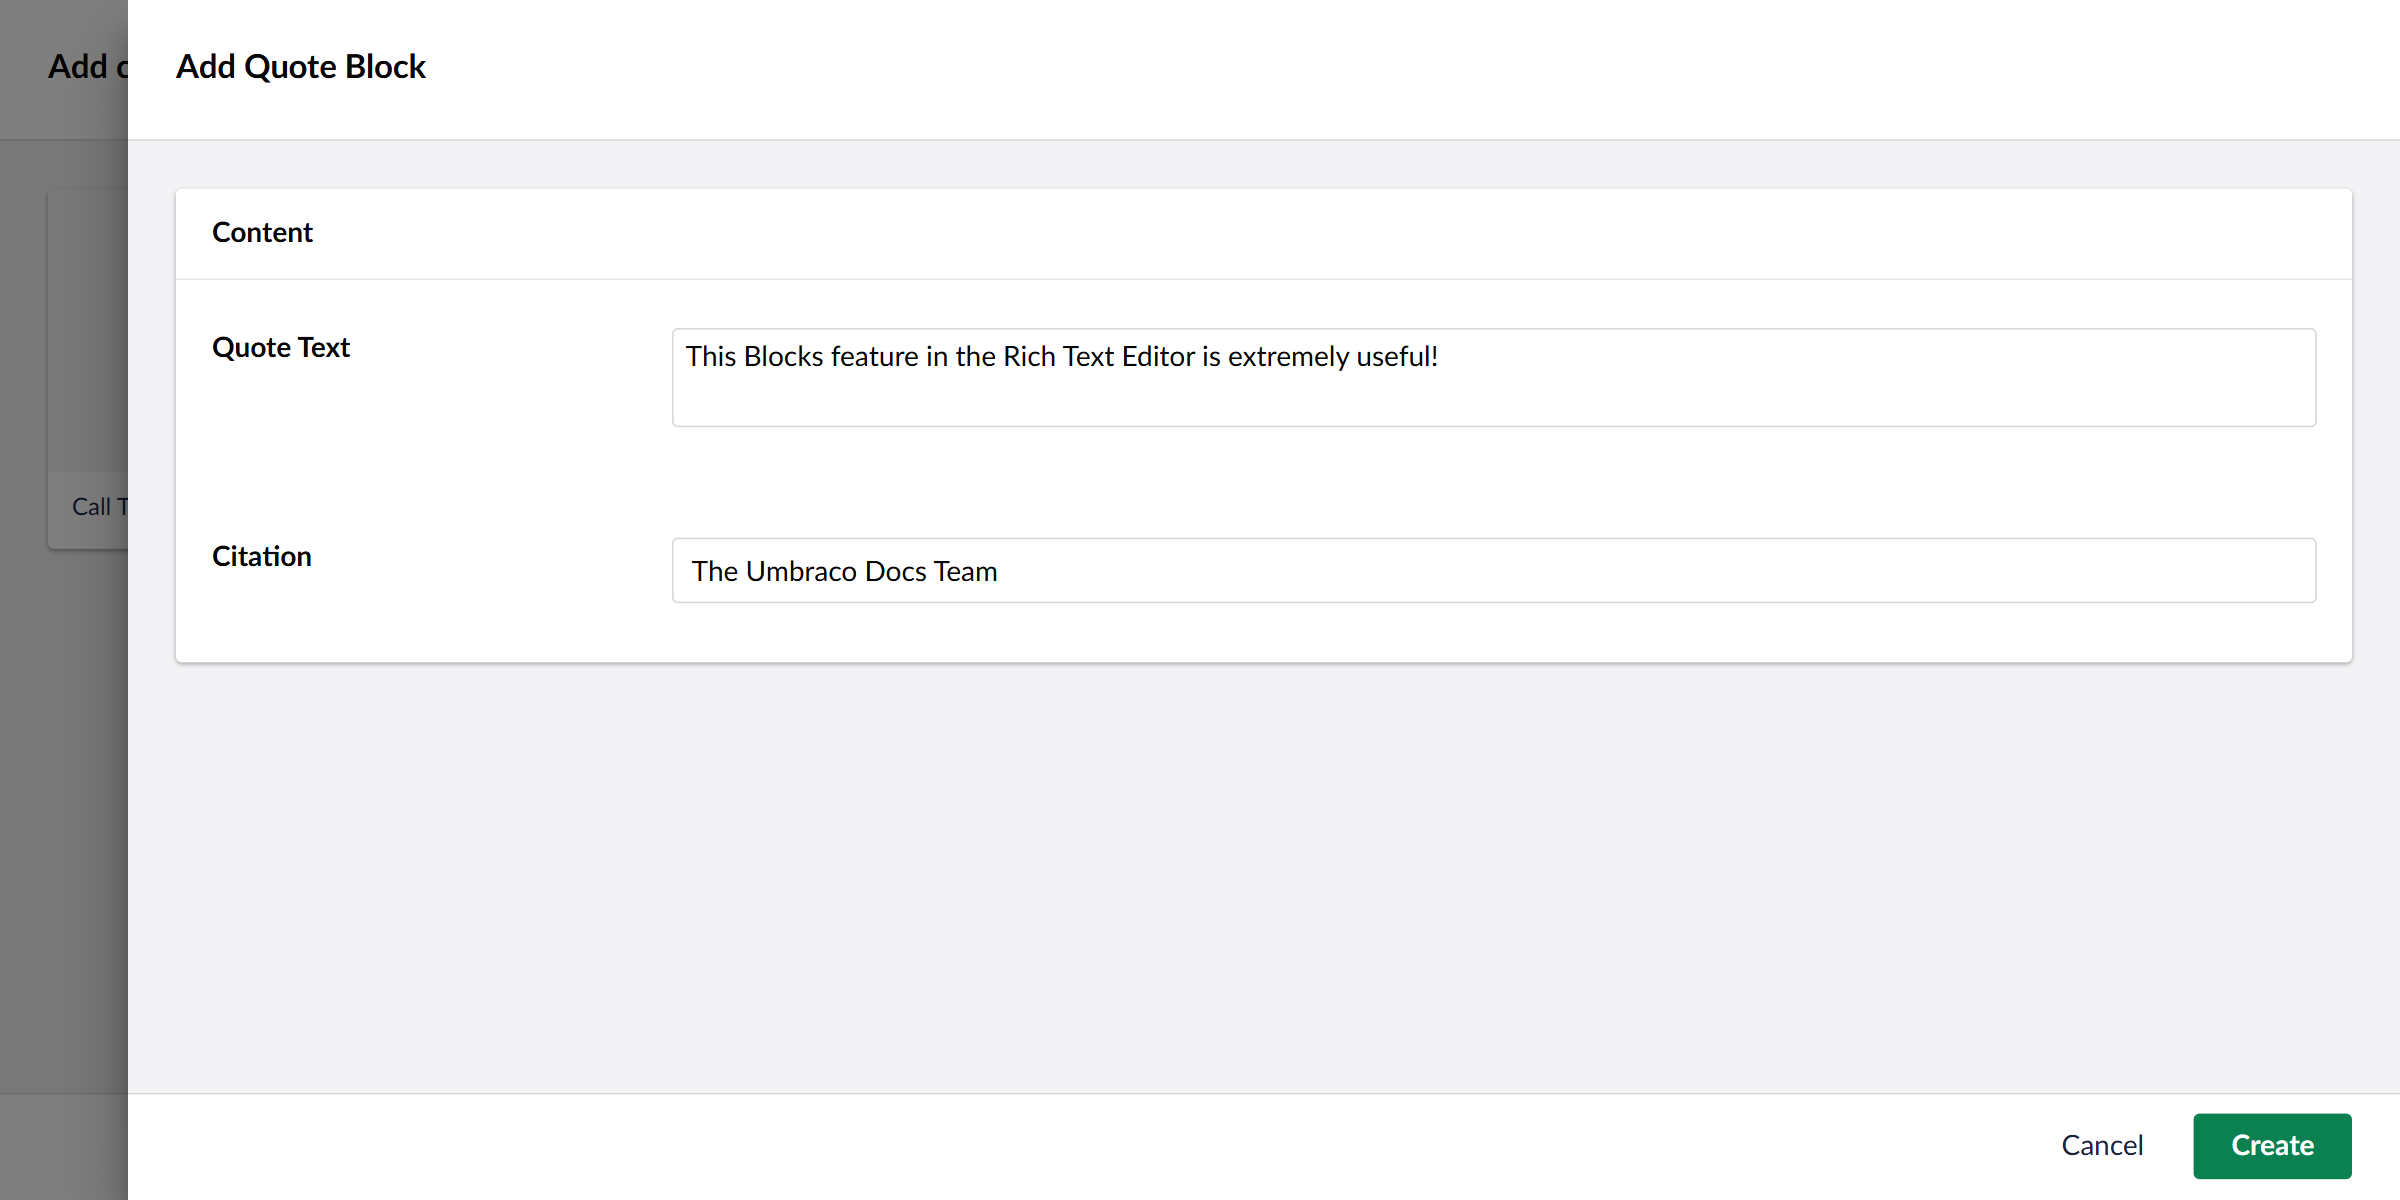 Add
Add Quote Block
Content
Quote Text
This Blocks feature in the Rich Text Editor is extremely useful!
Call
Citation
The Umbraco Docs Team
Cancel
Create